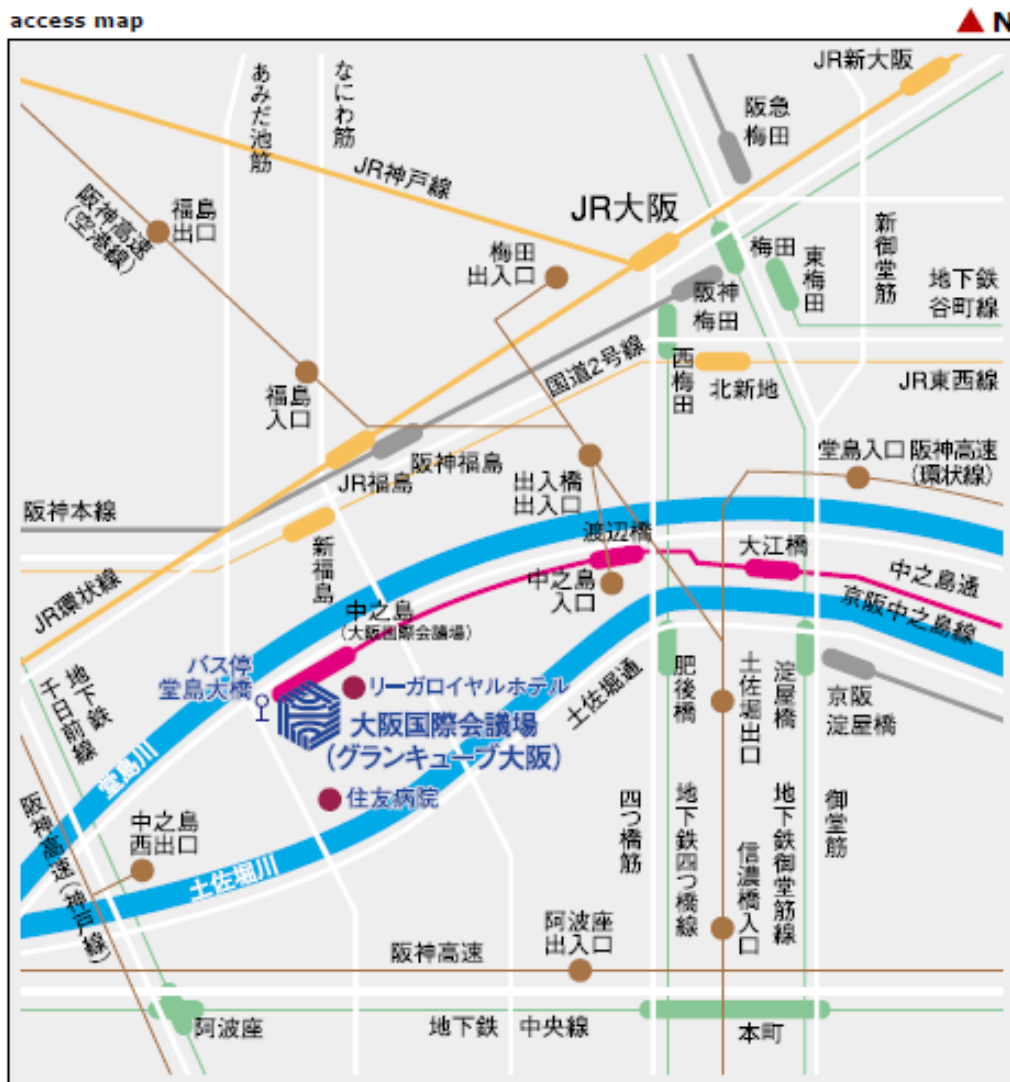 access map
N
JR新大阪
あみだ池筋
なにわ筋
阪急
梅田
JR神戸線
JR大阪
福島
出口
阪神高速
(空港線)
梅田
出入口
梅田
東梅田
新御堂筋
地下鉄
谷町線
阪神
梅田
国道2号線
西梅田
北新地
JR東西線
福島
入口
阪神福島
JR福島
堂島入口
阪神高速
(環状線)
出入橋
出入口
阪神本線
新福島
渡辺橋
大江橋
中之島通
京阪中之島線
中之島
入口
JR環状線
中之島
(大阪国際会議場)
バス停
堂島大橋
リーガロイヤルホテル
大阪国際会議場
(グランキューブ大阪)
土佐堀通
肥後橋
土佐堀出口
淀屋橋
京阪
淀屋橋
地下鉄
千日前線
堂島川
住友病院
中之島
西出口
阪神高速(神戸線)
土佐堀川
四つ橋筋
地下鉄四つ橋線
信濃橋入口
地下鉄御堂筋線
御堂筋
阿波座
出入口
阪神高速
阿波座
地下鉄 中央線
本町